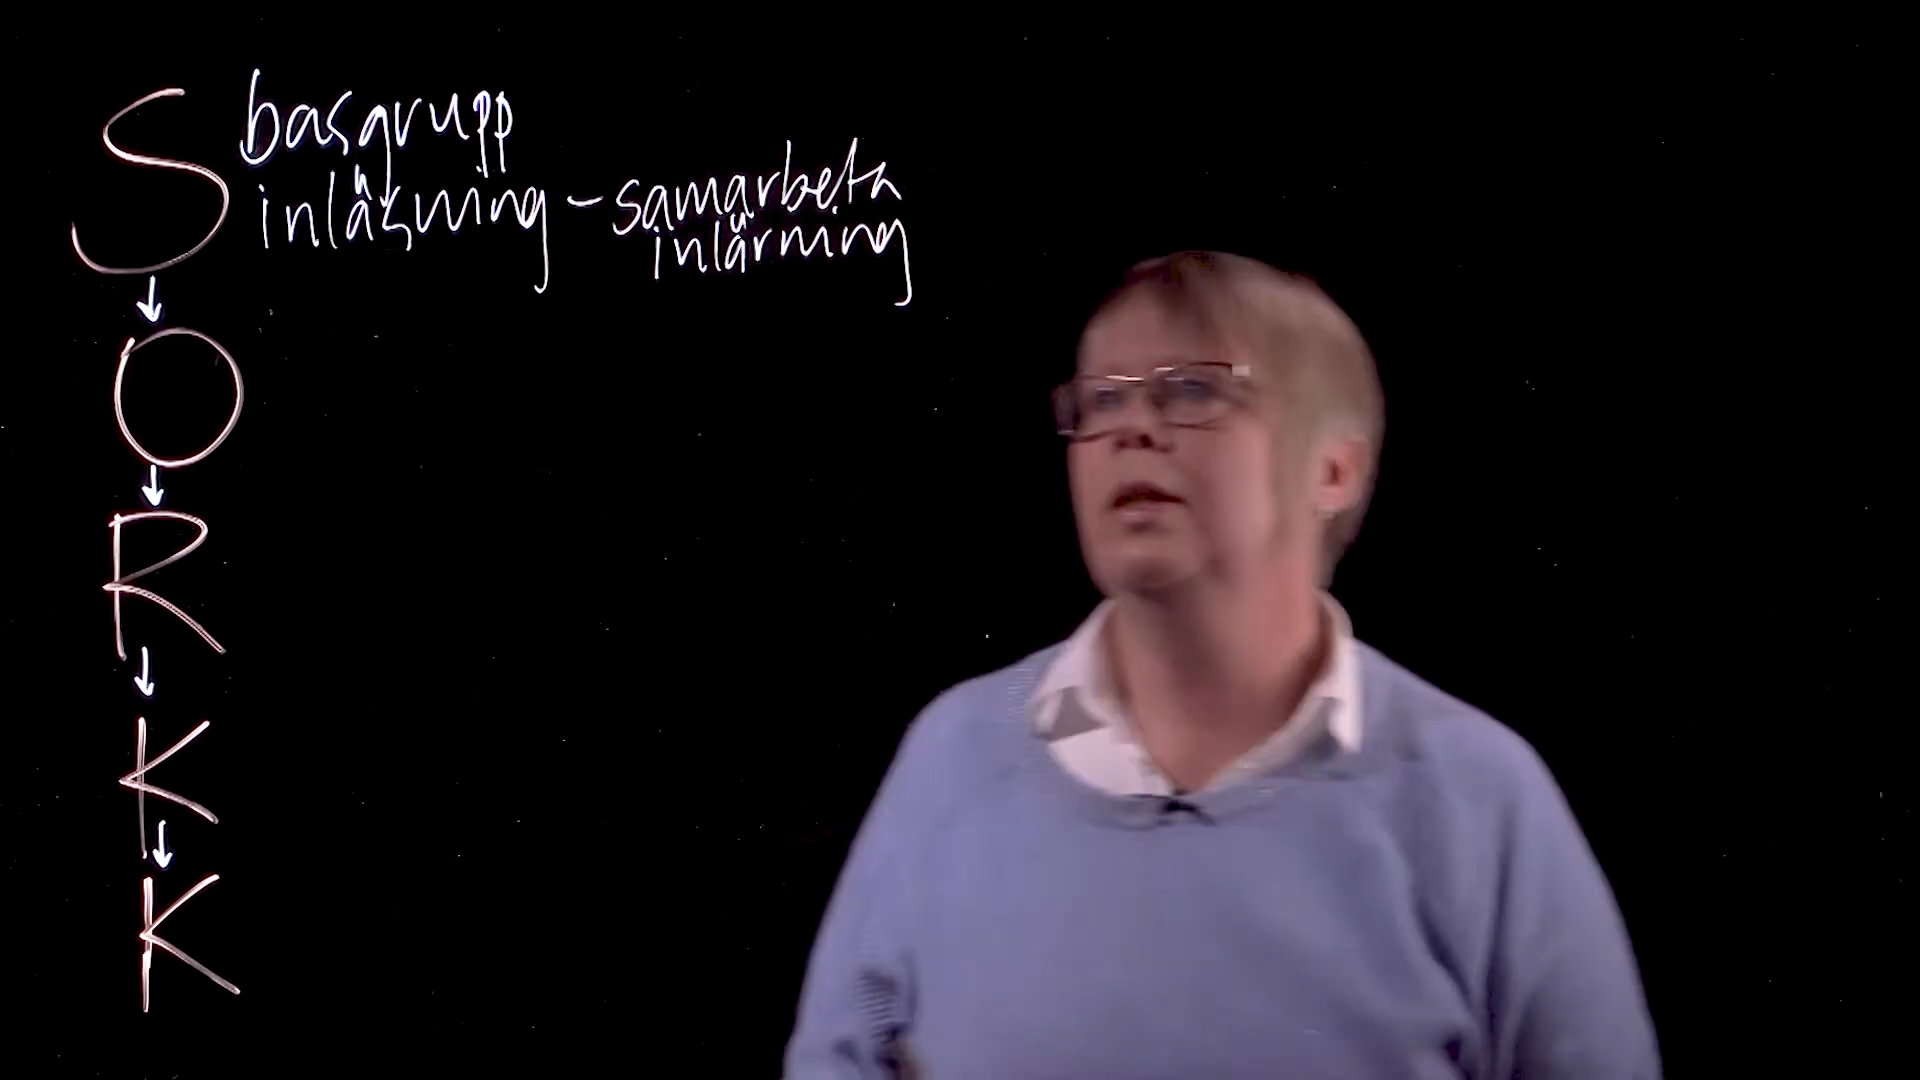 S basgrupp
inläsning - samarbeta
inlärning
↓
O
↓
R
↓
K
↓
K